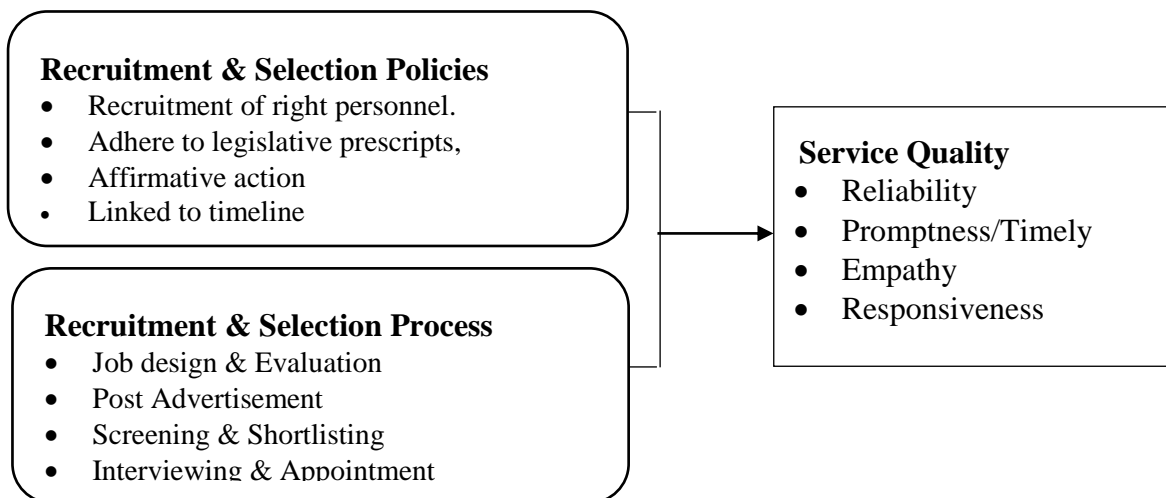 Recruitment & Selection Policies
• Recruitment of right personnel.
• Adhere to legislative prescripts,
• Affirmative action
• Linked to timeline
Recruitment & Selection Process
• Job design & Evaluation
• Post Advertisement
• Screening & Shortlisting
• Interviewing & Appointment
Service Quality
• Reliability
• Promptness/Timely
• Empathy
• Responsiveness